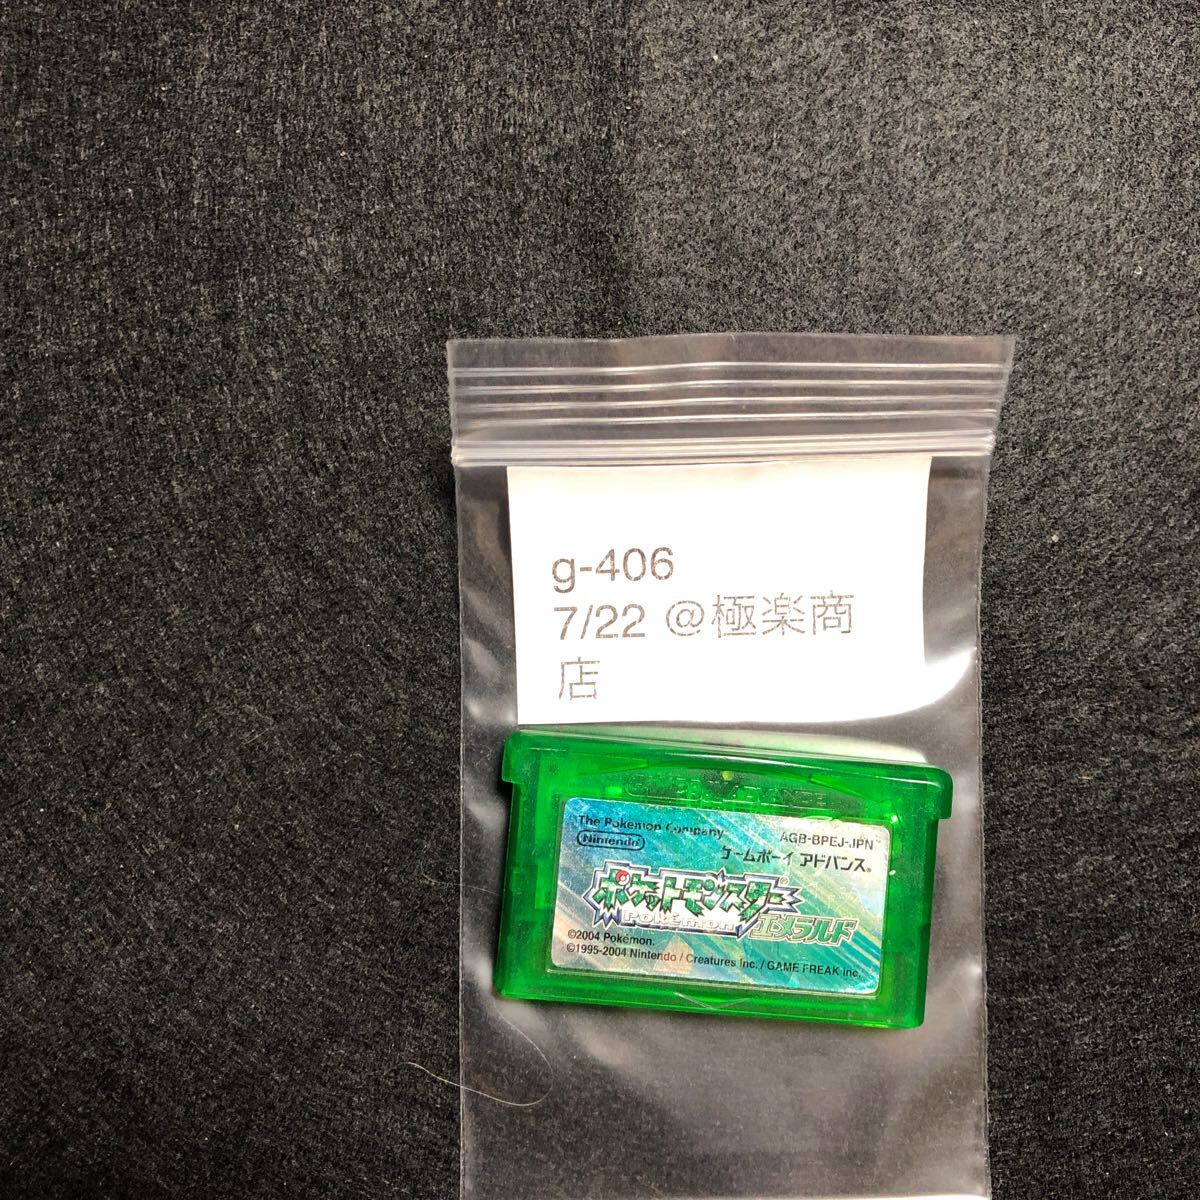 g-406
7/22 @極楽商
店
GAME BOY ADVANCE
The Pokémon Company
Nintendo
AGB-BPEJ-JPN
ゲームボーイ アドバンス®
ポケットモンスター
POKéMON
エメラルド
©2004 Pokémon.
©1995-2004 Nintendo / Creatures inc. / GAME FREAK inc.